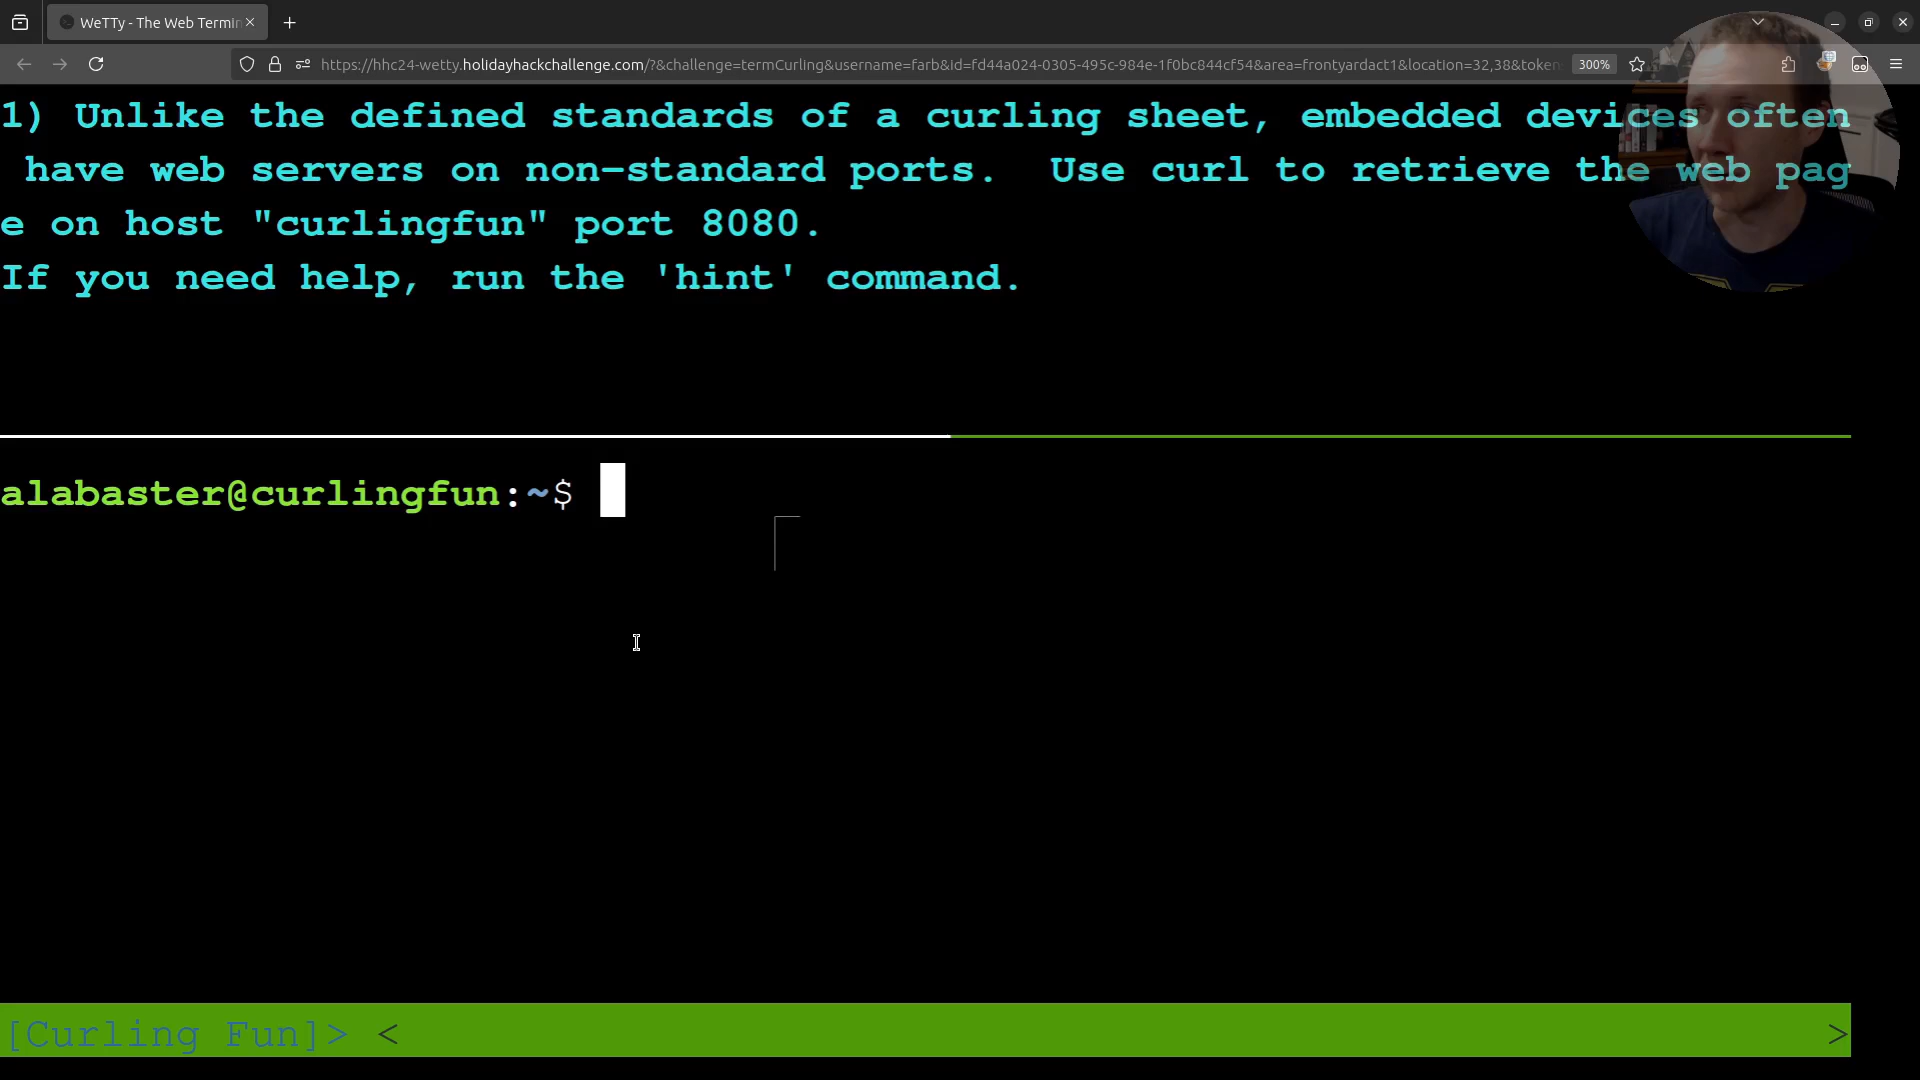 WeTTy - The Web Termin
https://hhc24-wetty.holidayhackchallenge.com/?&challenge=termCurling&username=farb&id=fd44a024-0305-495c-984e-1f0bc844cf54&area=frontyardact1&location=32,38&token
300%
1) Unlike the defined standards of a curling sheet, embedded devices often
have web servers on non-standard ports.  Use curl to retrieve the web pag
e on host "curlingfun" port 8080.
If you need help, run the 'hint' command.
alabaster@curlingfun:~$
[Curling Fun]> < >